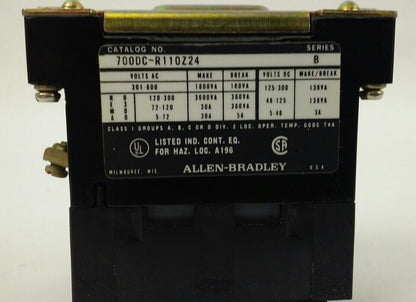 CATALOG NO. SERIES
700DC-R110Z24 B
VOLTS AC MAKE BREAK VOLTS DC MAKE/BREAK
301-600 1800VA 180VA
120-300 3600VA 360VA 125-300 138VA
72-120 30A 360VA 46-125 138VA
5-72 30A 5A 5-46 3A
CLASS I GROUPS A, B, C OR D DIV. 2 LOC. OPER. TEMP. CODE T4A
UL LISTED IND. CONT. EQ. SA
FOR HAZ. LOC. A196
MILWAUKEE, WIS ALLEN-BRADLEY USA